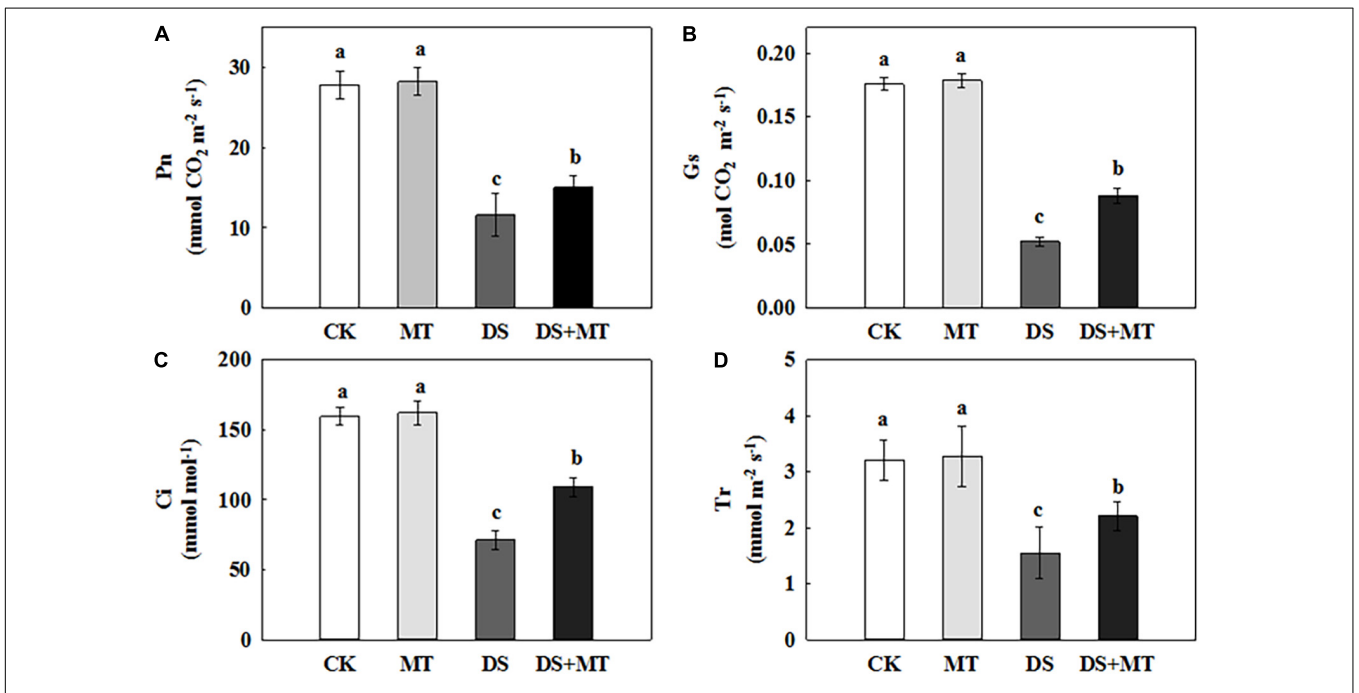 A
Pn
(mmol CO2 m-2 s-1)
30
20
10
0
a
a
c
b
CK MT DS DS+MT
B
Gs
(mol CO2 m-2 s-1)
0.20
0.15
0.10
0.05
0.00
a
a
c
b
CK MT DS DS+MT
C
Ci
(mmol mol-1)
200
150
100
50
0
a
a
c
b
CK MT DS DS+MT
D
Tr
(mmol m-2 s-1)
5
4
3
2
1
0
a
a
c
b
CK MT DS DS+MT